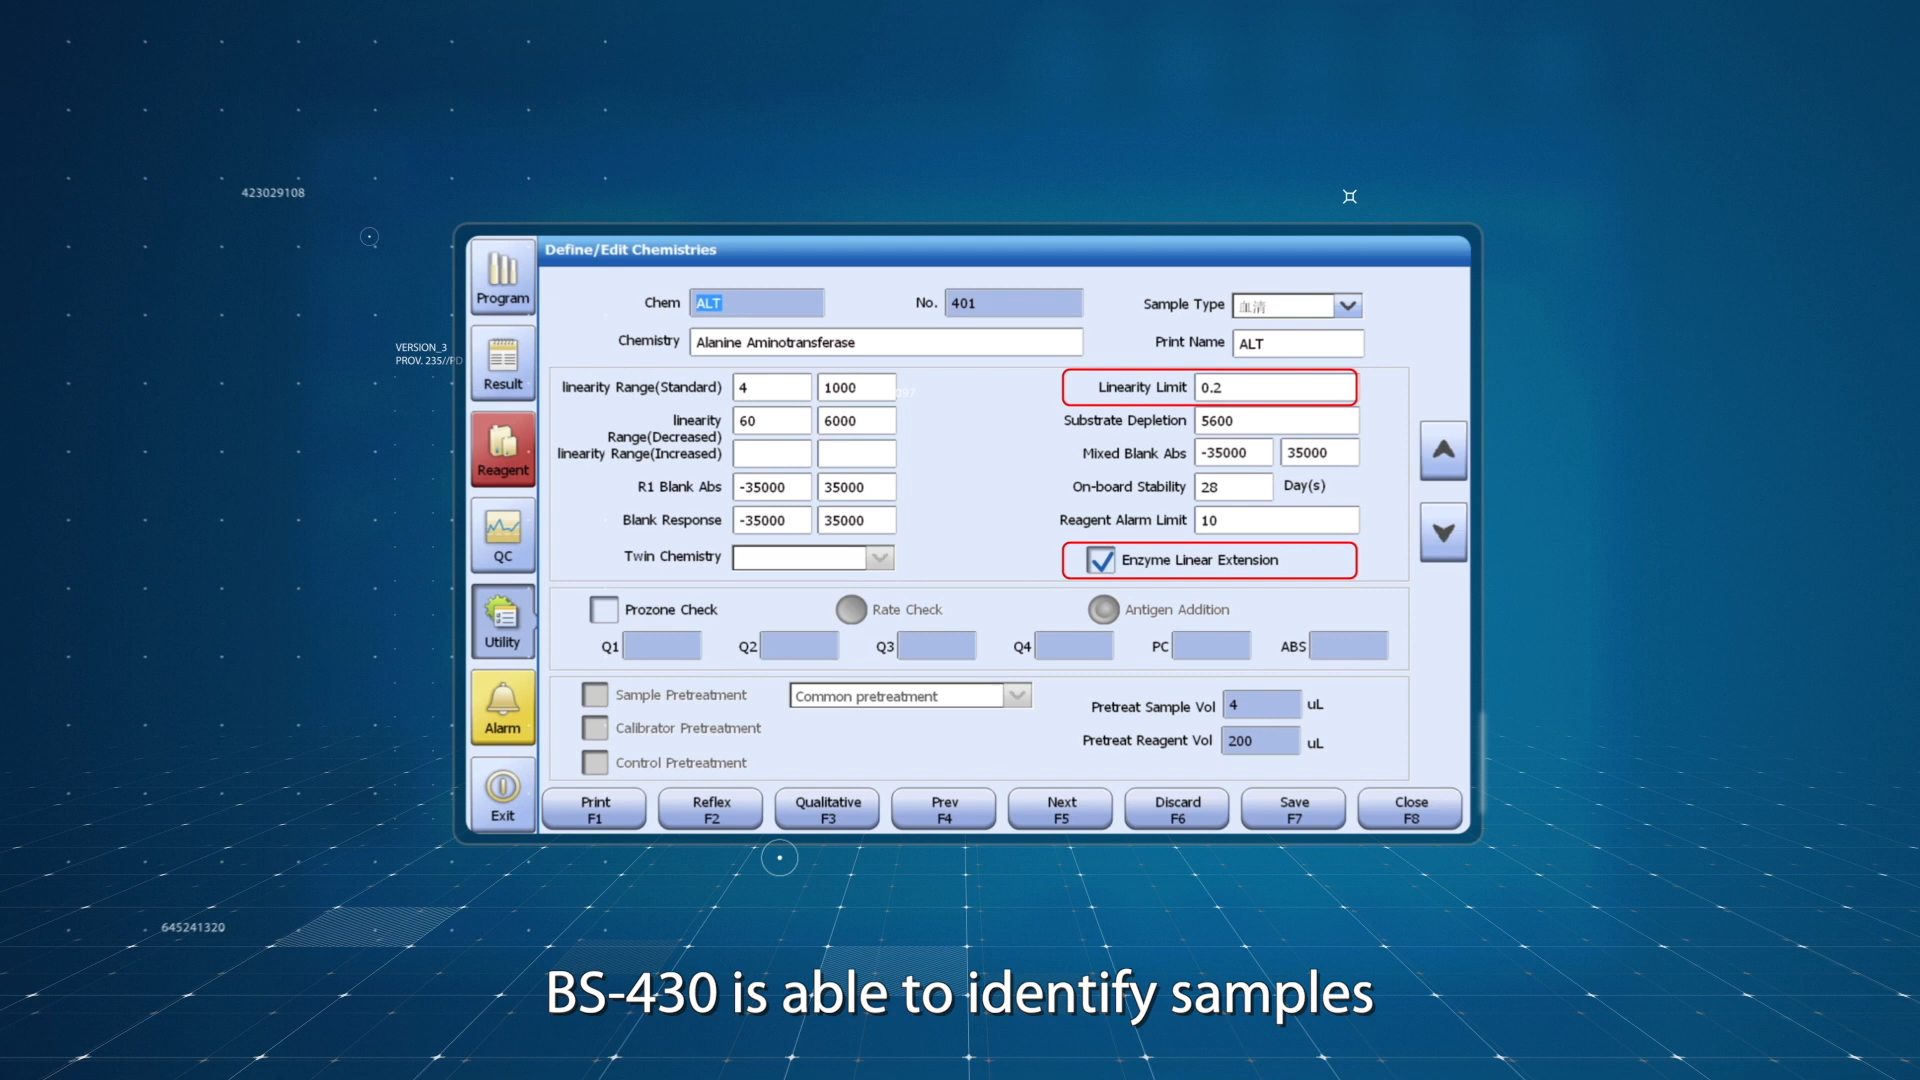 423029108
VERSION_3
PROV. 235//PD
Define/Edit Chemistries
Program
Result
Reagent
QC
Utility
Alarm
Exit
Chem ALT No. 401 Sample Type 血清
Chemistry Alanine Aminotransferase Print Name ALT
linearity Range(Standard) 4 1000 Linearity Limit 0.2
linearity Range(Decreased) 60 6000 Substrate Depletion 5600
linearity Range(Increased) Mixed Blank Abs -35000 35000
R1 Blank Abs -35000 35000 On-board Stability 28 Day(s)
Blank Response -35000 35000 Reagent Alarm Limit 10
Twin Chemistry Enzyme Linear Extension
Prozone Check Rate Check Antigen Addition
Q1 Q2 Q3 Q4 PC ABS
Sample Pretreatment Common pretreatment Pretreat Sample Vol 4 uL
Calibrator Pretreatment Pretreat Reagent Vol 200 uL
Control Pretreatment
Print Reflex Qualitative Prev Next Discard Save Close
F1 F2 F3 F4 F5 F6 F7 F8
645241320
BS-430 is able to identify samples